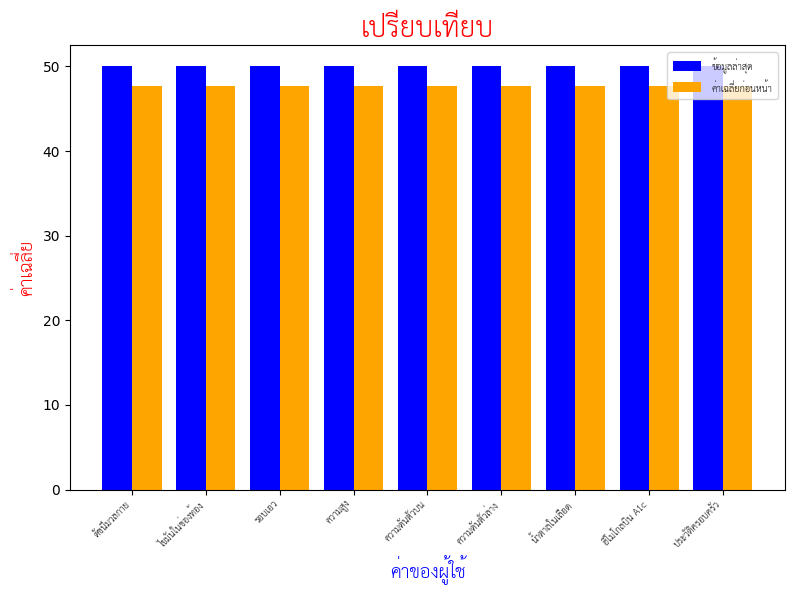 เปรียบเทียบ
ข้อมูลล่าสุด
ค่าเฉลี่ยก่อนหน้า
ค่าเฉลี่ย
50
40
30
20
10
0
ดัชนีมวลกาย
ไขมันในช่องท้อง
รอบเอว
ความสูง
ความดันตัวบน
ความดันตัวล่าง
น้ำตาลในเลือด
ฮีโมโกลบิน A1c
ประวัติครอบครัว
ค่าของผู้ใช้